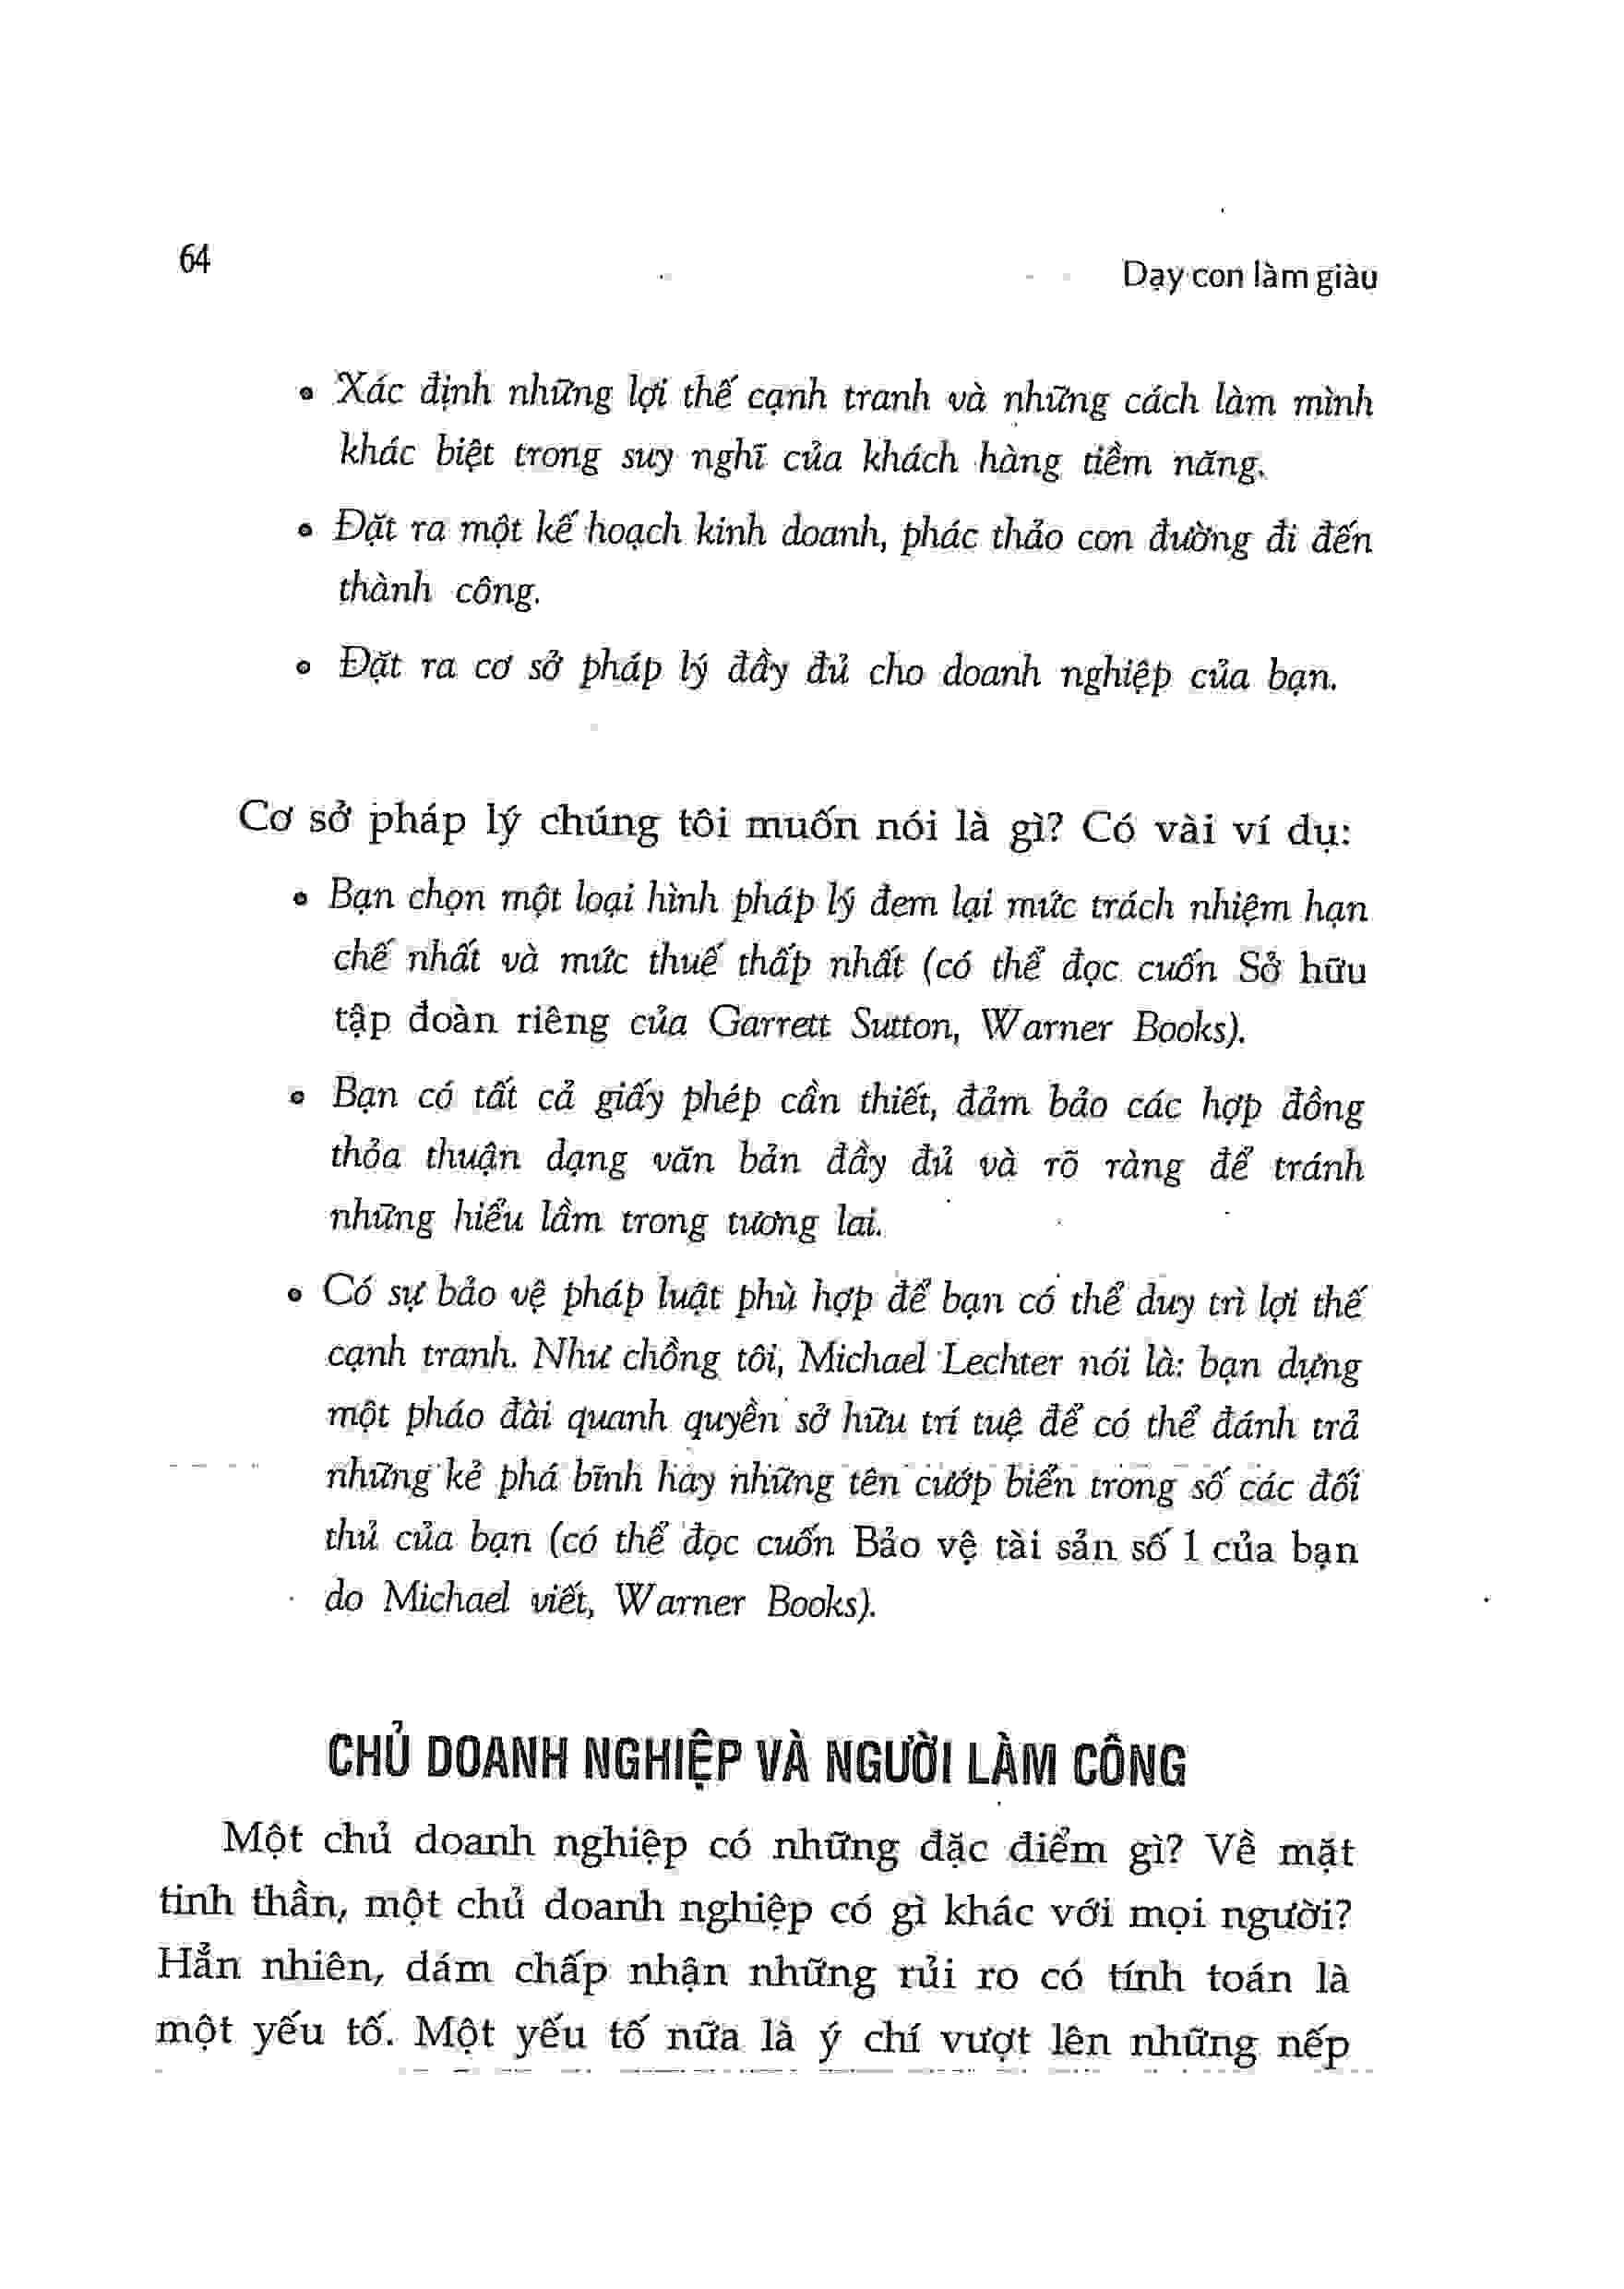 64
Dạy con làm giàu
• Xác định những lợi thế cạnh tranh và những cách làm mình
khác biệt trong suy nghĩ của khách hàng tiềm năng.
• Đặt ra một kế hoạch kinh doanh, phác thảo con đường đi đến
thành công.
• Đặt ra cơ sở pháp lý đầy đủ cho doanh nghiệp của bạn.
Cơ sở pháp lý chúng tôi muốn nói là gì? Có vài ví dụ:
• Bạn chọn một loại hình pháp lý đem lại mức trách nhiệm hạn
chế nhất và mức thuế thấp nhất (có thể đọc cuốn Sở hữu
tập đoàn riêng của Garrett Sutton, Warner Books).
• Bạn có tất cả giấy phép cần thiết, đảm bảo các hợp đồng
thỏa thuận dạng văn bản đầy đủ và rõ ràng để tránh
những hiểu lầm trong tương lai.
• Có sự bảo vệ pháp luật phù hợp để bạn có thể duy trì lợi thế
cạnh tranh. Như chồng tôi, Michael Lechter nói là: bạn dựng
một pháo đài quanh quyền sở hữu trí tuệ để có thể đánh trả
những kẻ phá bĩnh hay những tên cướp biển trong số các đối
thủ của bạn (có thể đọc cuốn Bảo vệ tài sản số 1 của bạn
do Michael viết, Warner Books).
CHỦ DOANH NGHIỆP VÀ NGƯỜI LÀM CÔNG
Một chủ doanh nghiệp có những đặc điểm gì? Về mặt
tinh thần, một chủ doanh nghiệp có gì khác với mọi người?
Hẳn nhiên, dám chấp nhận những rủi ro có tính toán là
một yếu tố. Một yếu tố nữa là ý chí vượt lên những nếp